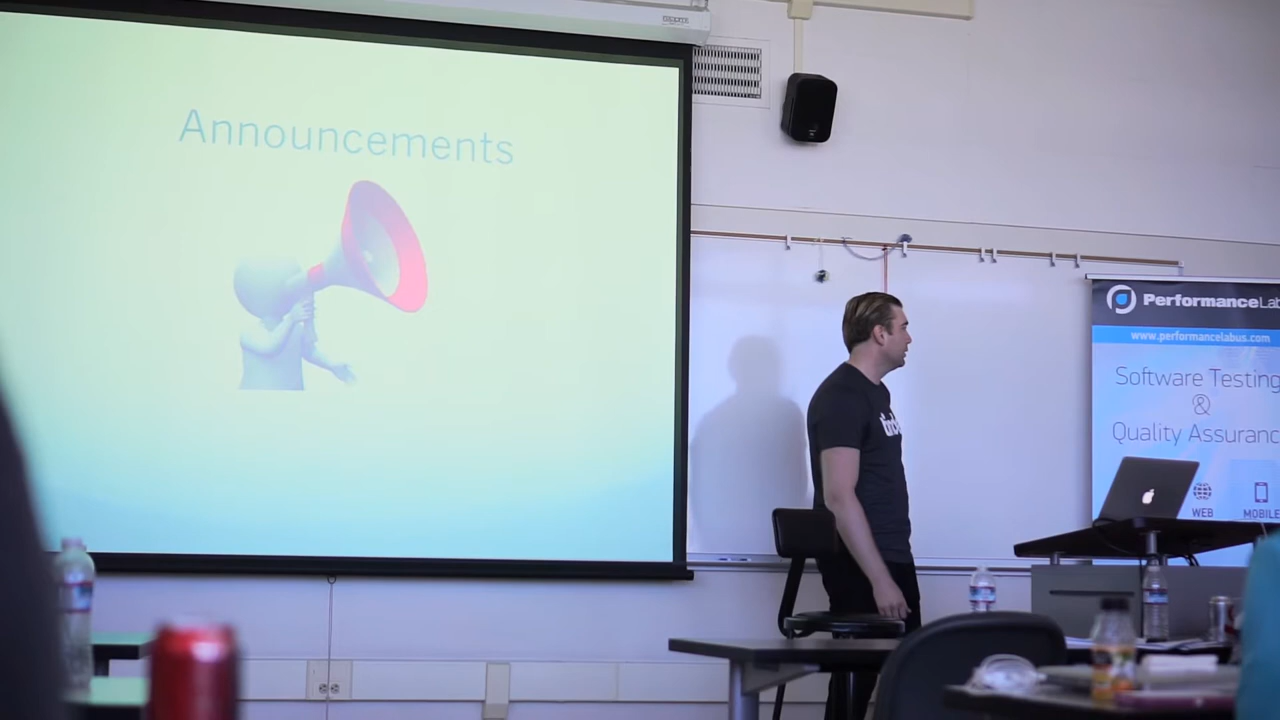 Announcements
PerformanceLab
www.performancelabus.com
Software Testing
&
Quality Assuranc
WEB
MOBILE